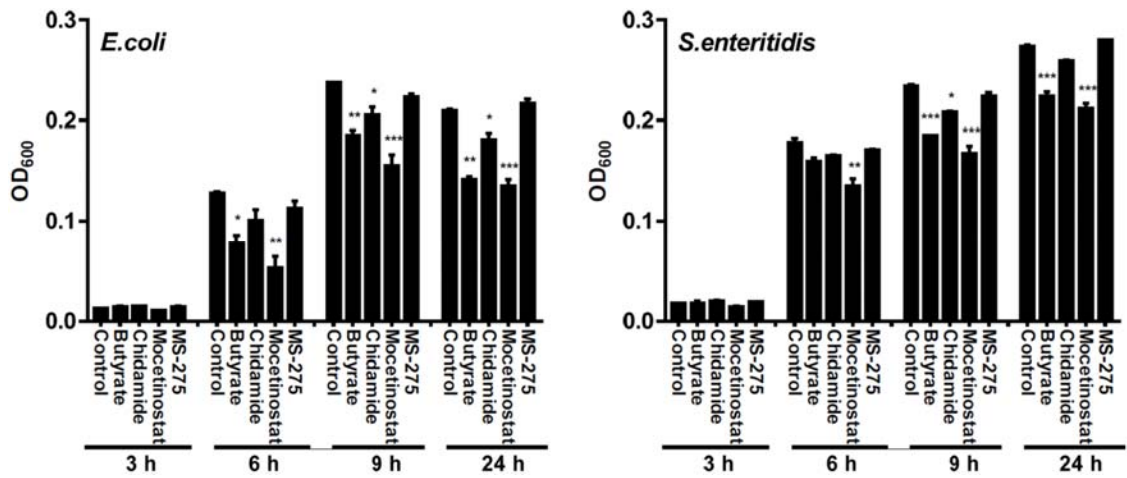 E.coli
0.3
0.2
0.1
0.0
OD600
*
**
**
*
***
**
*
***
Control
Butyrate
Chidamide
Mocetinostat
MS-275
Control
Butyrate
Chidamide
Mocetinostat
MS-275
Control
Butyrate
Chidamide
Mocetinostat
MS-275
Control
Butyrate
Chidamide
Mocetinostat
MS-275
3 h
6 h
9 h
24 h
S.enteritidis
0.3
0.2
0.1
0.0
OD900
**
***
*
***
***
***
Control
Butyrate
Chidamide
Mocetinostat
MS-275
Control
Butyrate
Chidamide
Mocetinostat
MS-275
Control
Butyrate
Chidamide
Mocetinostat
MS-275
Control
Butyrate
Chidamide
Mocetinostat
MS-275
3 h
6 h
9 h
24 h